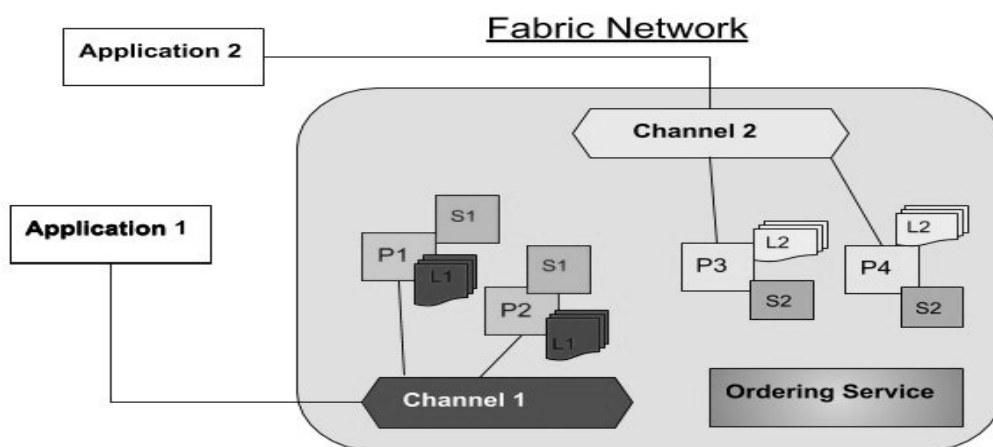 Fabric Network
Application 2
Channel 2
Application 1
S1
P1
L1
S1
P2
L1
L2
P3
S2
L2
P4
S2
Channel 1
Ordering Service